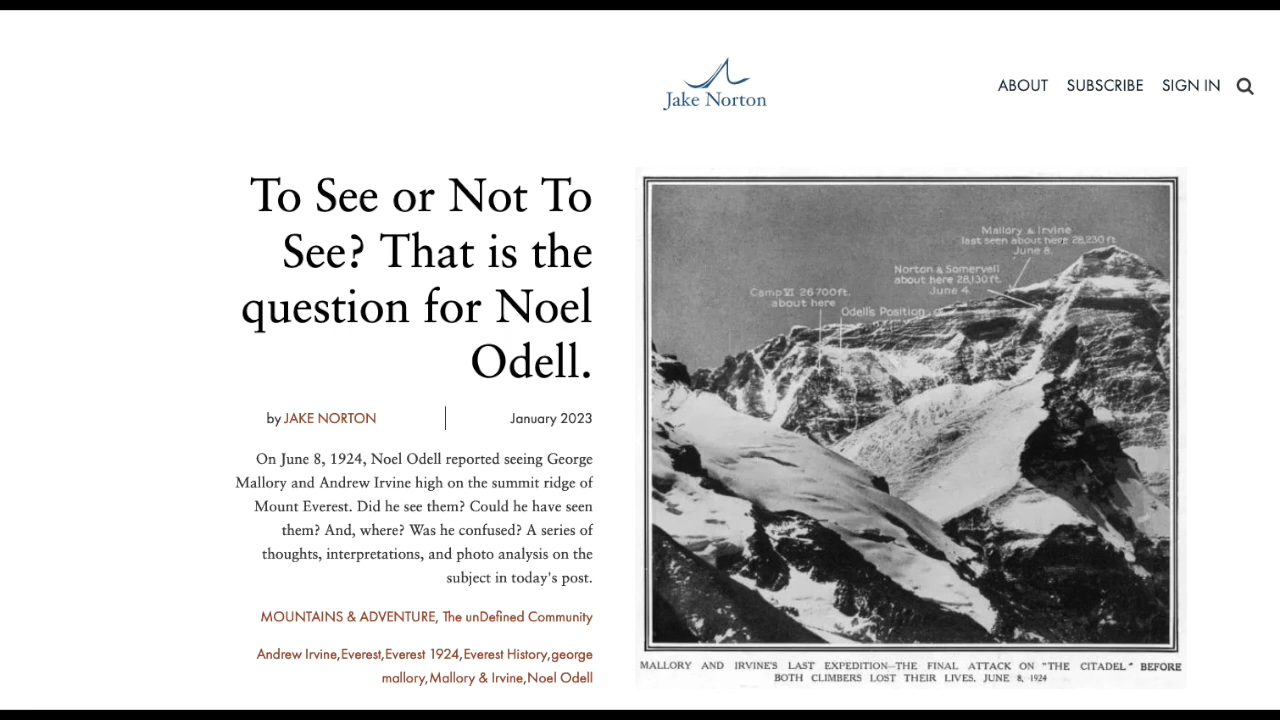 Jake Norton
ABOUT SUBSCRIBE SIGN IN
To See or Not To
See? That is the
question for Noel
Odell.
by JAKE NORTON
January 2023
On June 8, 1924, Noel Odell reported seeing George
Mallory and Andrew Irvine high on the summit ridge of
Mount Everest. Did he see them? Could he have seen
them? And, where? Was he confused? A series of
thoughts, interpretations, and photo analysis on the
subject in today's post.
MOUNTAINS & ADVENTURE, The unDefined Community
Andrew Irvine,Everest,Everest 1924,Everest History,george
mallory,Mallory & Irvine,Noel Odell
Mallory & Irvine
last seen about here 28,230 ft.
June 8.
Norton & Somervell
about here 28,130 ft.
June 4.
Camp VI 26700 ft.
about here
Odell's Position
MALLORY AND IRVINE'S LAST EXPEDITION—THE FINAL ATTACK ON "THE CITADEL" BEFORE
BOTH CLIMBERS LOST THEIR LIVES, JUNE 8, 1924